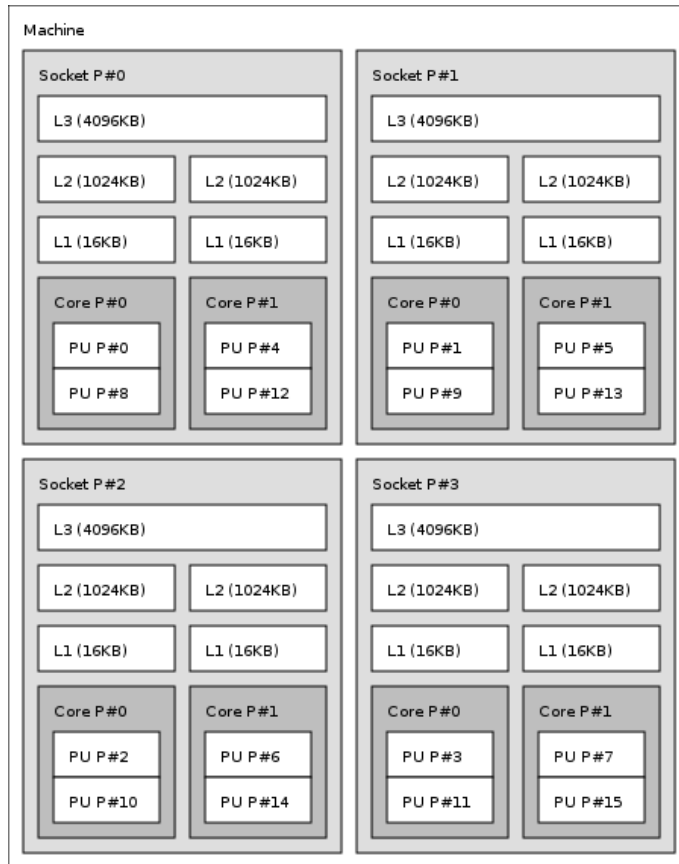 Machine
Socket P#0
L3 (4096KB)
L2 (1024KB) L2 (1024KB)
L1 (16KB) L1 (16KB)
Core P#0 Core P#1
PU P#0 PU P#4
PU P#8 PU P#12
Socket P#1
L3 (4096KB)
L2 (1024KB) L2 (1024KB)
L1 (16KB) L1 (16KB)
Core P#0 Core P#1
PU P#1 PU P#5
PU P#9 PU P#13
Socket P#2
L3 (4096KB)
L2 (1024KB) L2 (1024KB)
L1 (16KB) L1 (16KB)
Core P#0 Core P#1
PU P#2 PU P#6
PU P#10 PU P#14
Socket P#3
L3 (4096KB)
L2 (1024KB) L2 (1024KB)
L1 (16KB) L1 (16KB)
Core P#0 Core P#1
PU P#3 PU P#7
PU P#11 PU P#15